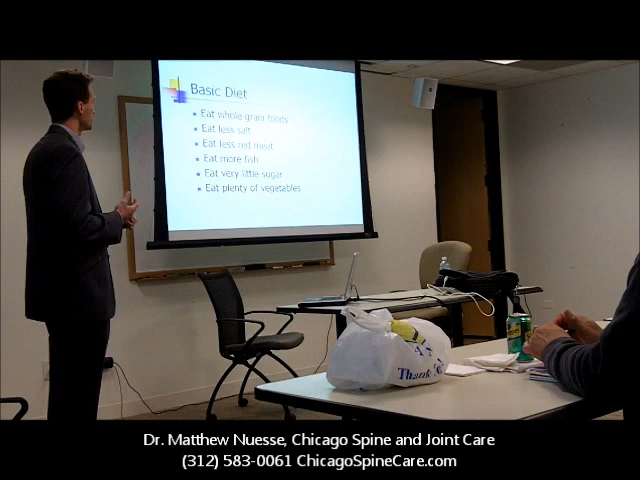 Basic Diet
Eat whole grain foods
Eat less salt
Eat less red meat
Eat more fish
Eat very little sugar
Eat plenty of vegetables
Thank
Dr. Matthew Nuesse, Chicago Spine and Joint Care
(312) 583-0061 ChicagoSpineCare.com